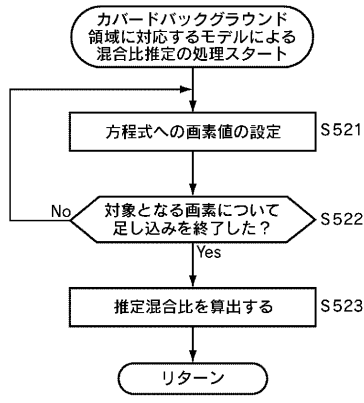 カバードバックグラウンド
領域に対応するモデルによる
混合比推定の処理スタート
方程式への画素値の設定
S521
対象となる画素について
足し込みを終了した？
S522
No
Yes
推定混合比を算出する
S523
リターン